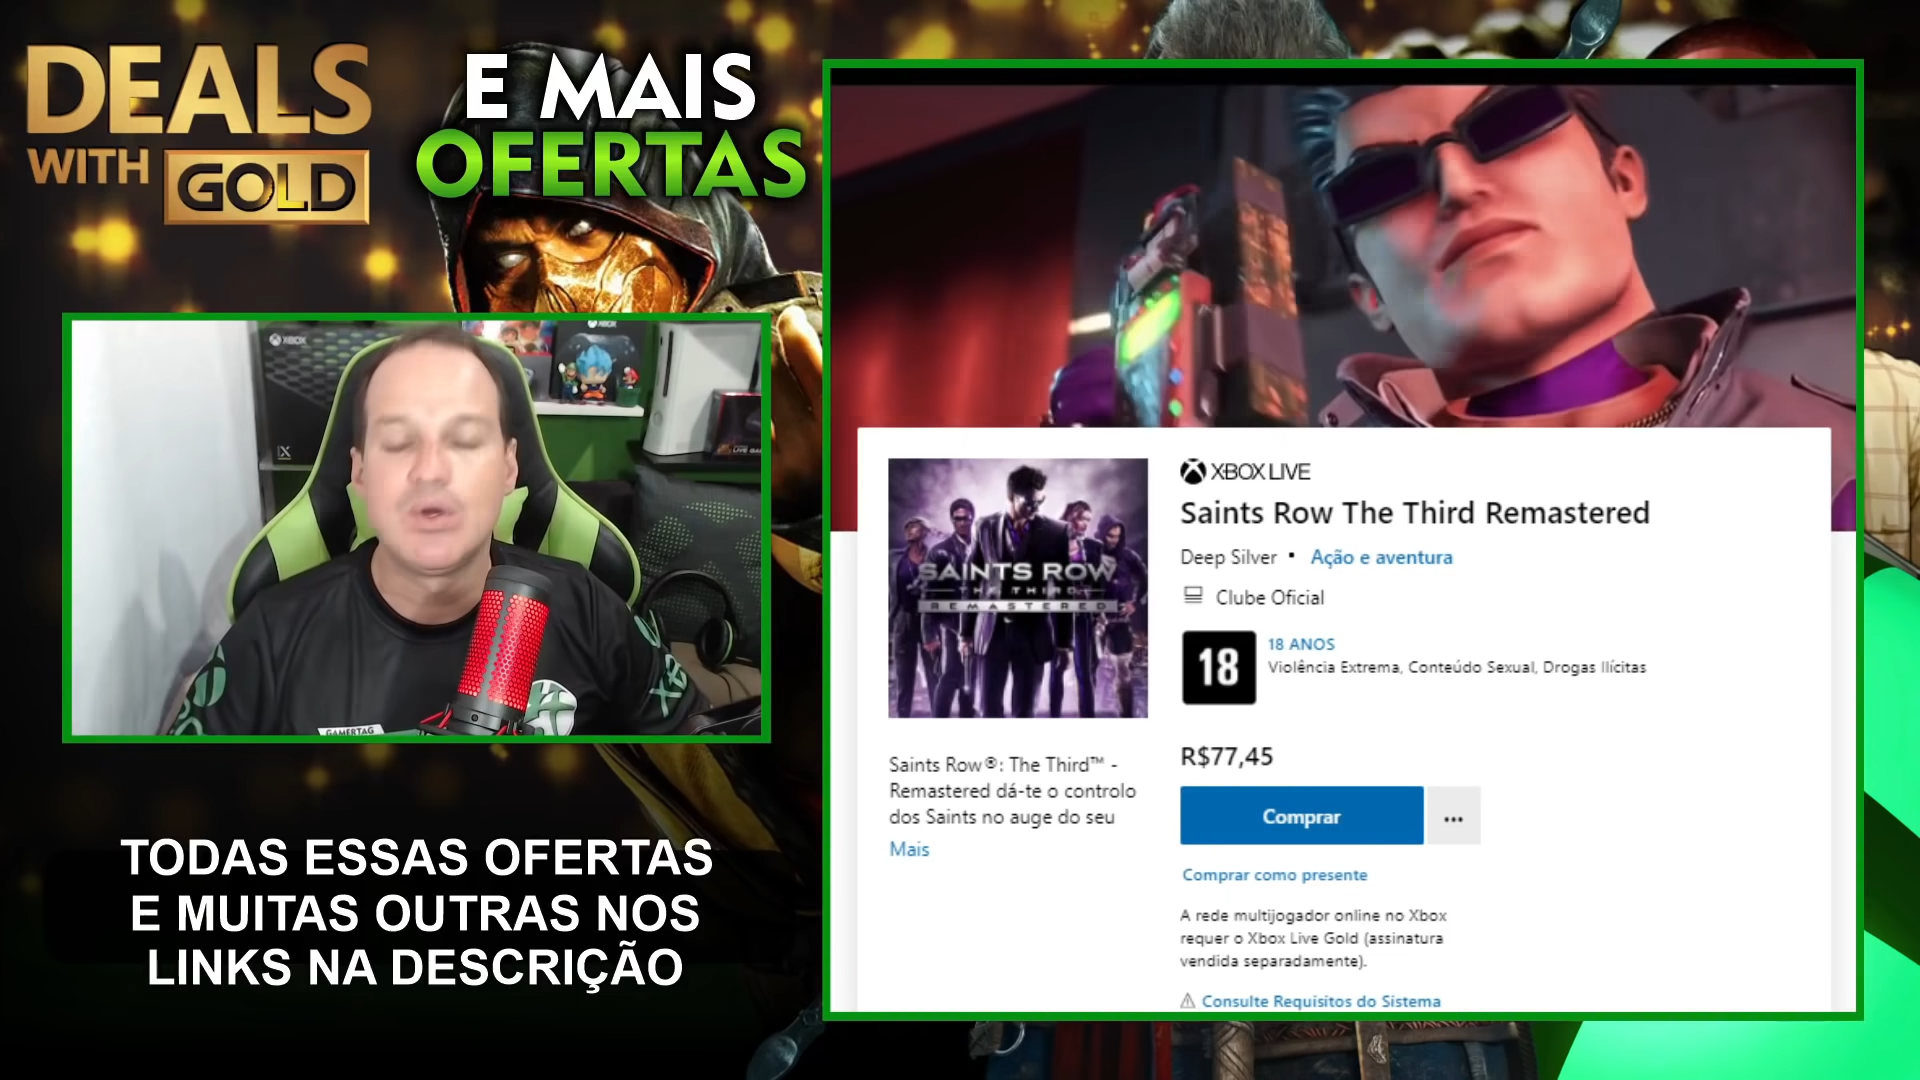 DEALS
WITH GOLD
E MAIS
OFERTAS
XBOX
XBOX
X
GAMERTAG
TODAS ESSAS OFERTAS
E MUITAS OUTRAS NOS
LINKS NA DESCRIÇÃO
SAINTS ROW
THE THIRD
REMASTERED
Saints Row®: The Third™ -
Remastered dá-te o controlo
dos Saints no auge do seu
Mais
XBOX LIVE
Saints Row The Third Remastered
Deep Silver • Ação e aventura
Clube Oficial
18
18 ANOS
Violência Extrema, Conteúdo Sexual, Drogas Ilícitas
R$77,45
Comprar
...
Comprar como presente
A rede multijogador online no Xbox
requer o Xbox Live Gold (assinatura
vendida separadamente).
Consulte Requisitos do Sistema